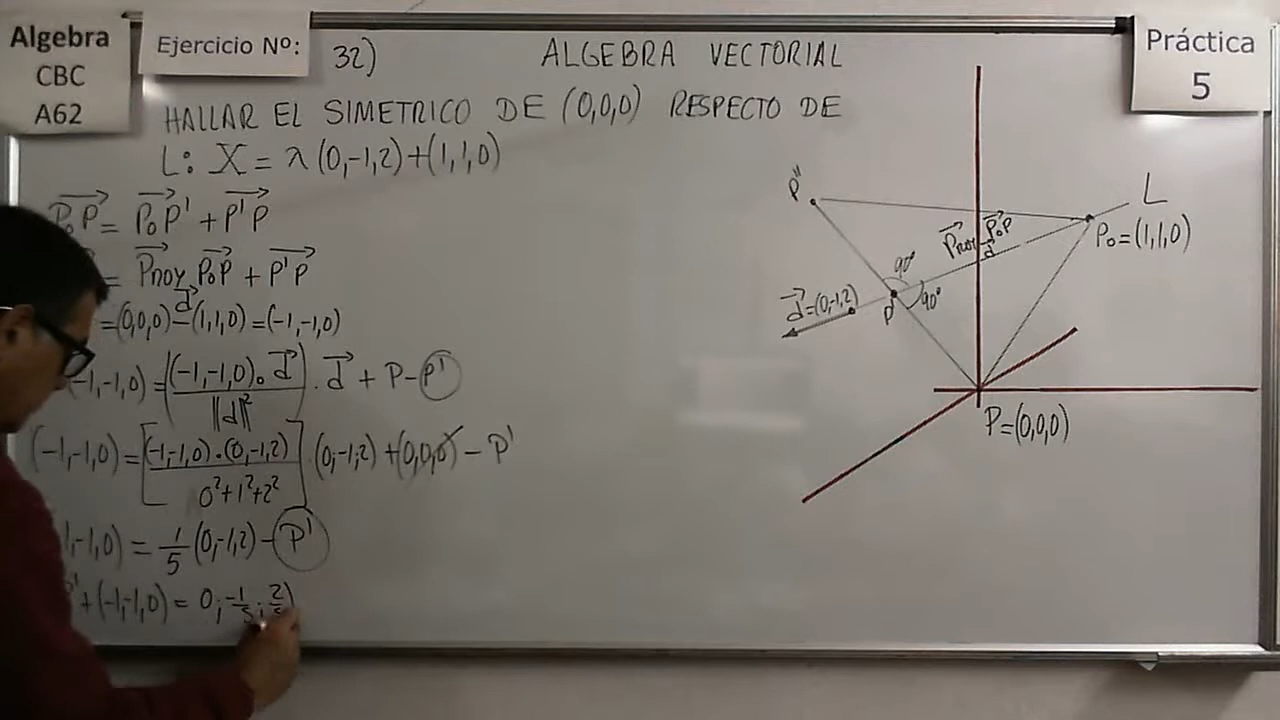 Algebra
CBC
A62
Ejercicio Nº:
32)
ALGEBRA VECTORIAL
Práctica
5
HALLAR EL SIMETRICO DE (0,0,0) RESPECTO DE
L: X = λ (0,-1,2) + (1,1,0)
P₀P = P₀P' + P'P
= Proy P₀P + P'P
d
=(0,0,0) - (1,1,0) = (-1,-1,0)
-1,-1,0) = ((-1,-1,0) . d / ||d||²) . d + P - P'
(-1,-1,0) = [(-1,-1,0) . (0,-1,2) / 0² + 1² + 2²] . (0,-1,2) + (0,0,0) - P'
,-1,0) = 1/5 (0,-1,2) - P'
' + (-1,-1,0) = 0; -1/5; 2/5)
P''
L
P₀ = (1,1,0)
Proy P₀P
d
90°
90°
d = (0,-1,2)
P'
P = (0,0,0)